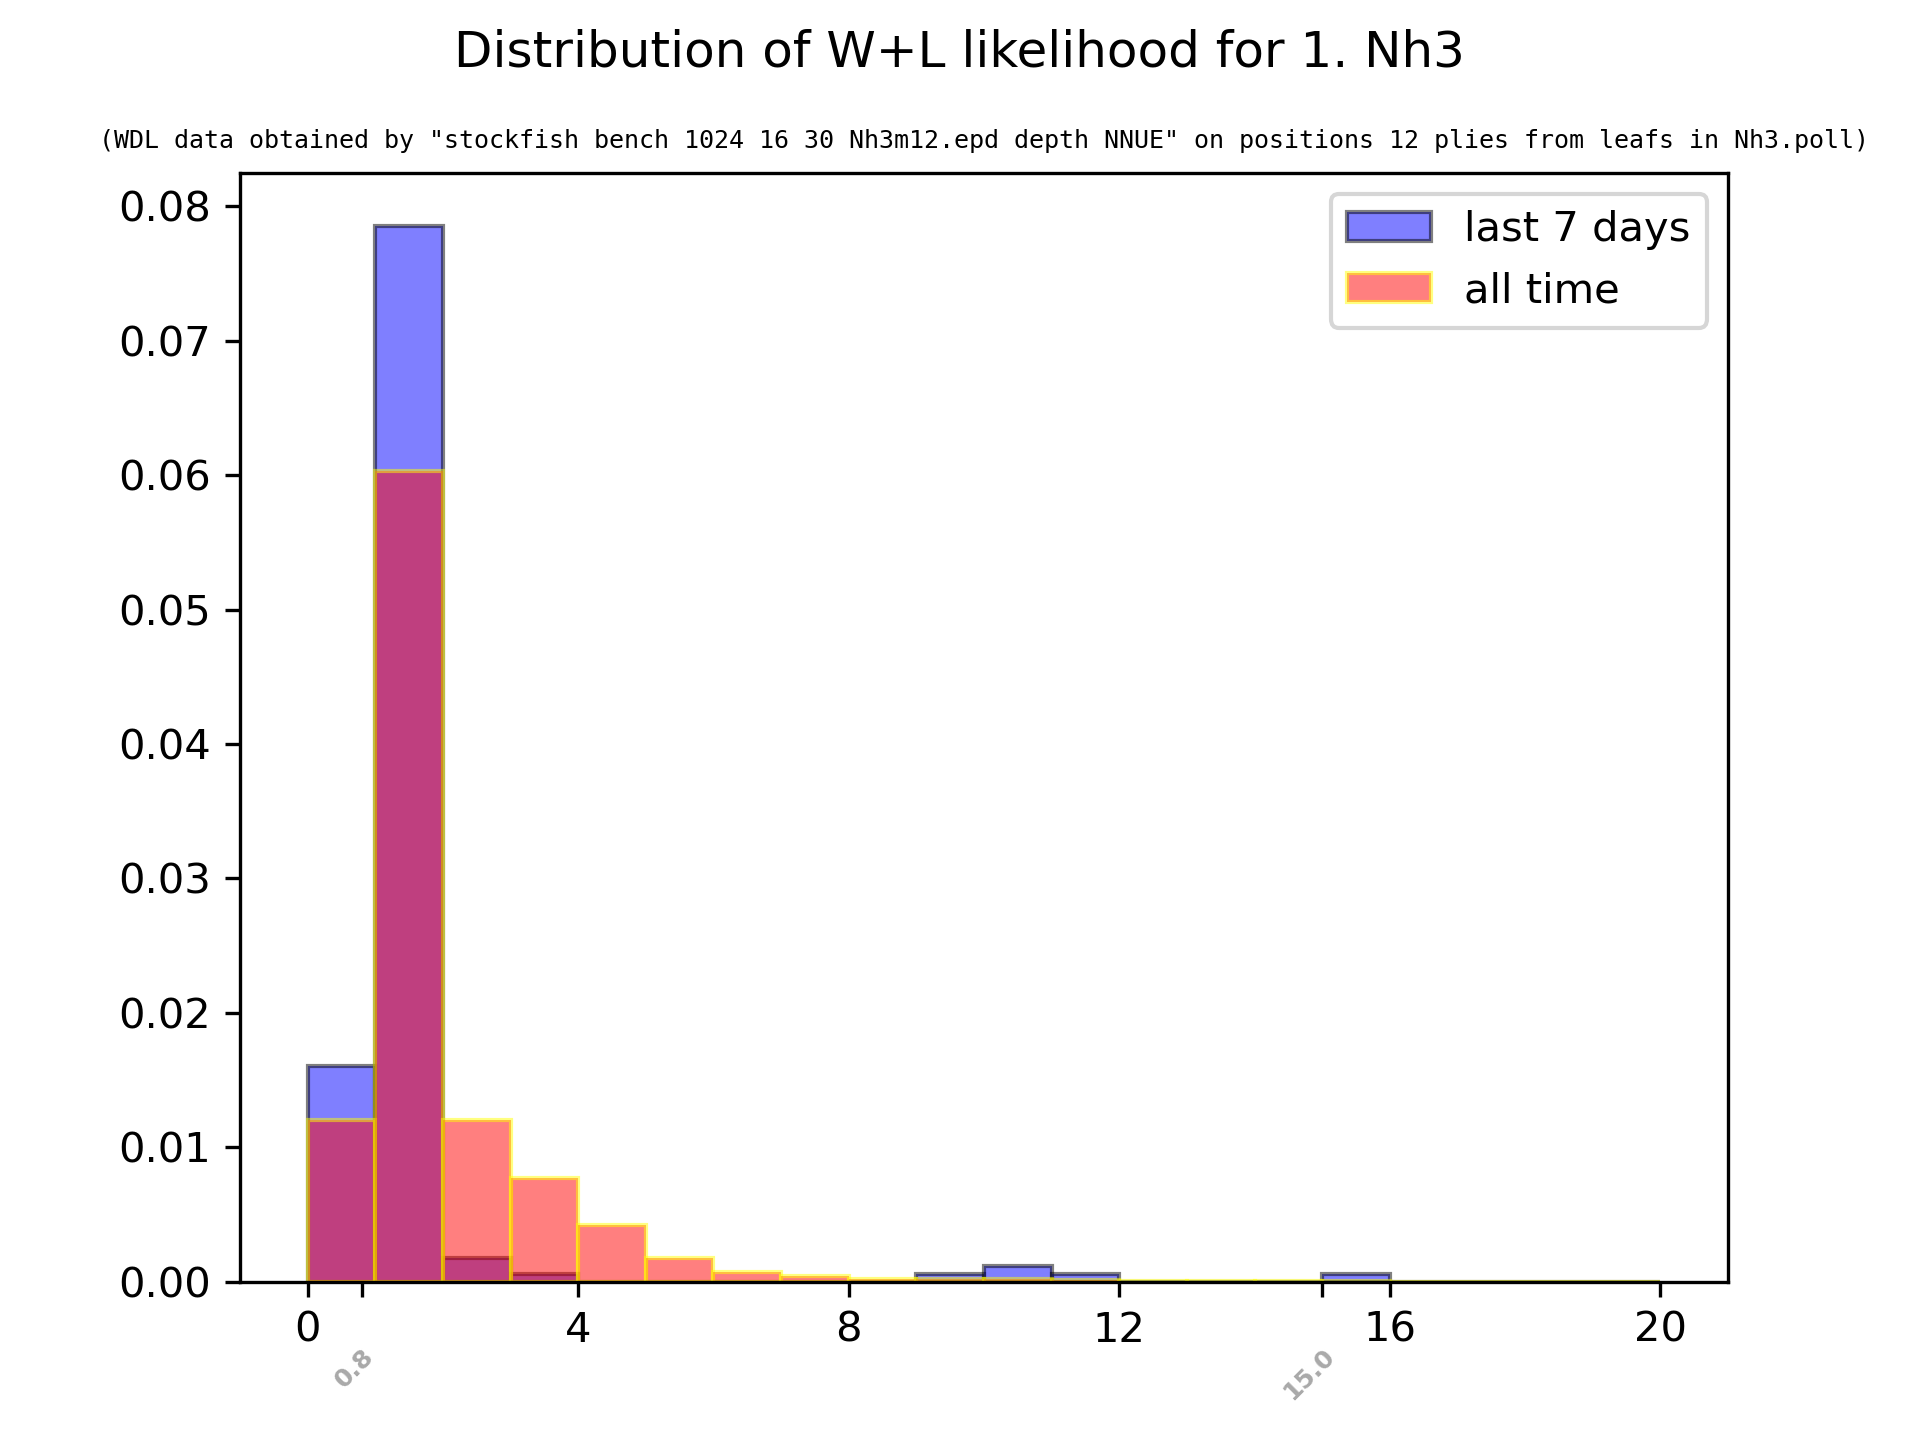 Distribution of W+L likelihood for 1. Nh3
(WDL data obtained by "stockfish bench 1024 16 30 Nh3m12.epd depth NNUE" on positions 12 plies from leafs in Nh3.poll)
last 7 days
all time
0.08
0.07
0.06
0.05
0.04
0.03
0.02
0.01
0.00
0 4 8 12 16 20
0.8 15.0